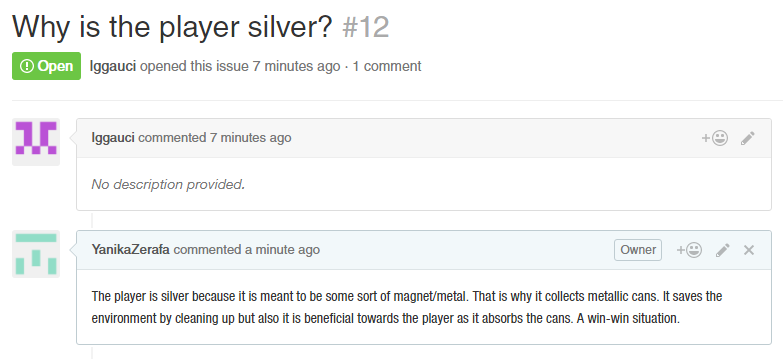 Why is the player silver? #12
Open Iggauci opened this issue 7 minutes ago · 1 comment
Iggauci commented 7 minutes ago
No description provided.
YanikaZerafa commented a minute ago Owner
The player is silver because it is meant to be some sort of magnet/metal. That is why it collects metallic cans. It saves the
environment by cleaning up but also it is beneficial towards the player as it absorbs the cans. A win-win situation.